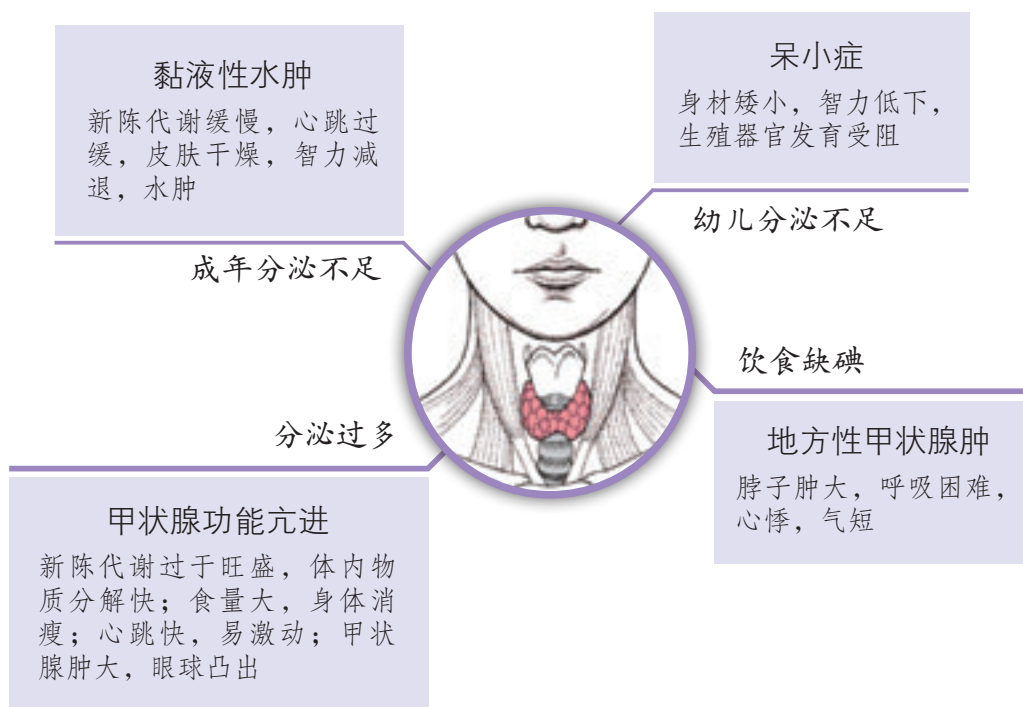 黏液性水肿
新陈代谢缓慢，心跳过
缓，皮肤干燥，智力减
退，水肿
成年分泌不足
呆小症
身材矮小，智力低下，
生殖器官发育受阻
幼儿分泌不足
饮食缺碘
地方性甲状腺肿
脖子肿大，呼吸困难，
心悸，气短
分泌过多
甲状腺功能亢进
新陈代谢过于旺盛，体内物
质分解快；食量大，身体消
瘦；心跳快，易激动；甲状
腺肿大，眼球凸出